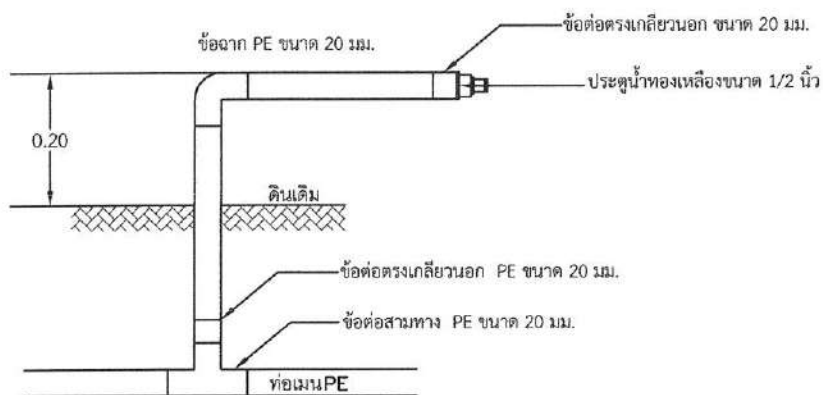 ข้อต่อตรงเกลียวนอก ขนาด 20 มม.
ข้อฉาก PE ขนาด 20 มม.
ประตูน้ำทองเหลืองขนาด 1/2 นิ้ว
0.20
ดินเดิม
ข้อต่อตรงเกลียวนอก PE ขนาด 20 มม.
ข้อต่อสามทาง PE ขนาด 20 มม.
ท่อเมนPE